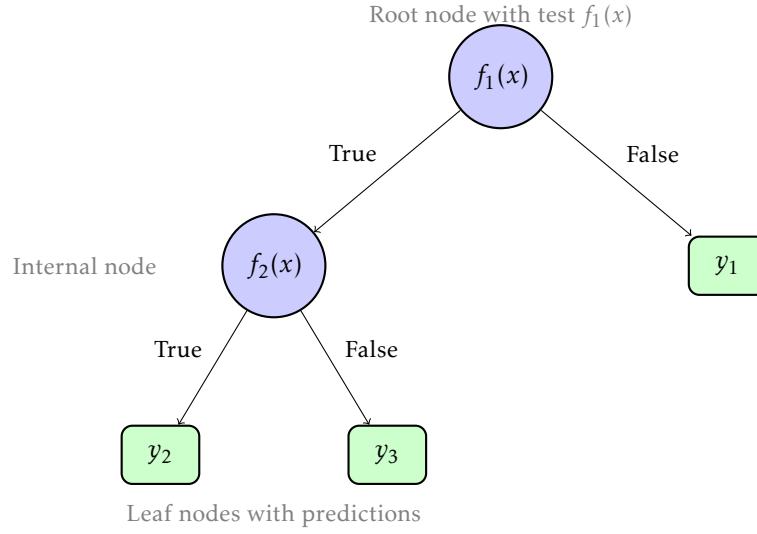 Root node with test f₁(x)
f₁(x)
True
False
Internal node
f₂(x)
y₁
True
False
y₂
y₃
Leaf nodes with predictions